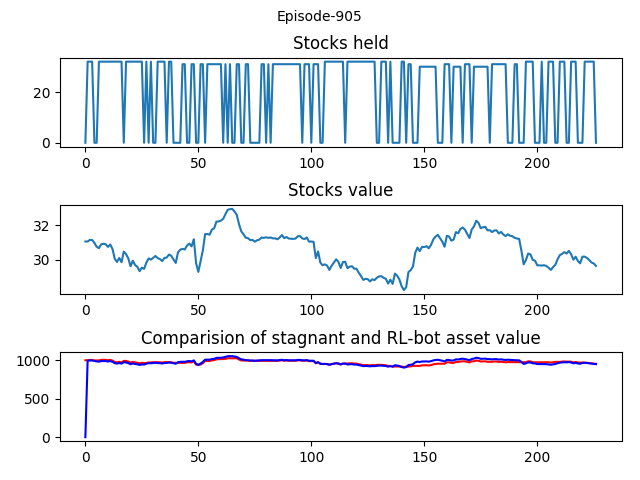 Episode-905
Stocks held
20
0
0 50 100 150 200
Stocks value
32
30
0 50 100 150 200
Comparision of stagnant and RL-bot asset value
1000
500
0
0 50 100 150 200